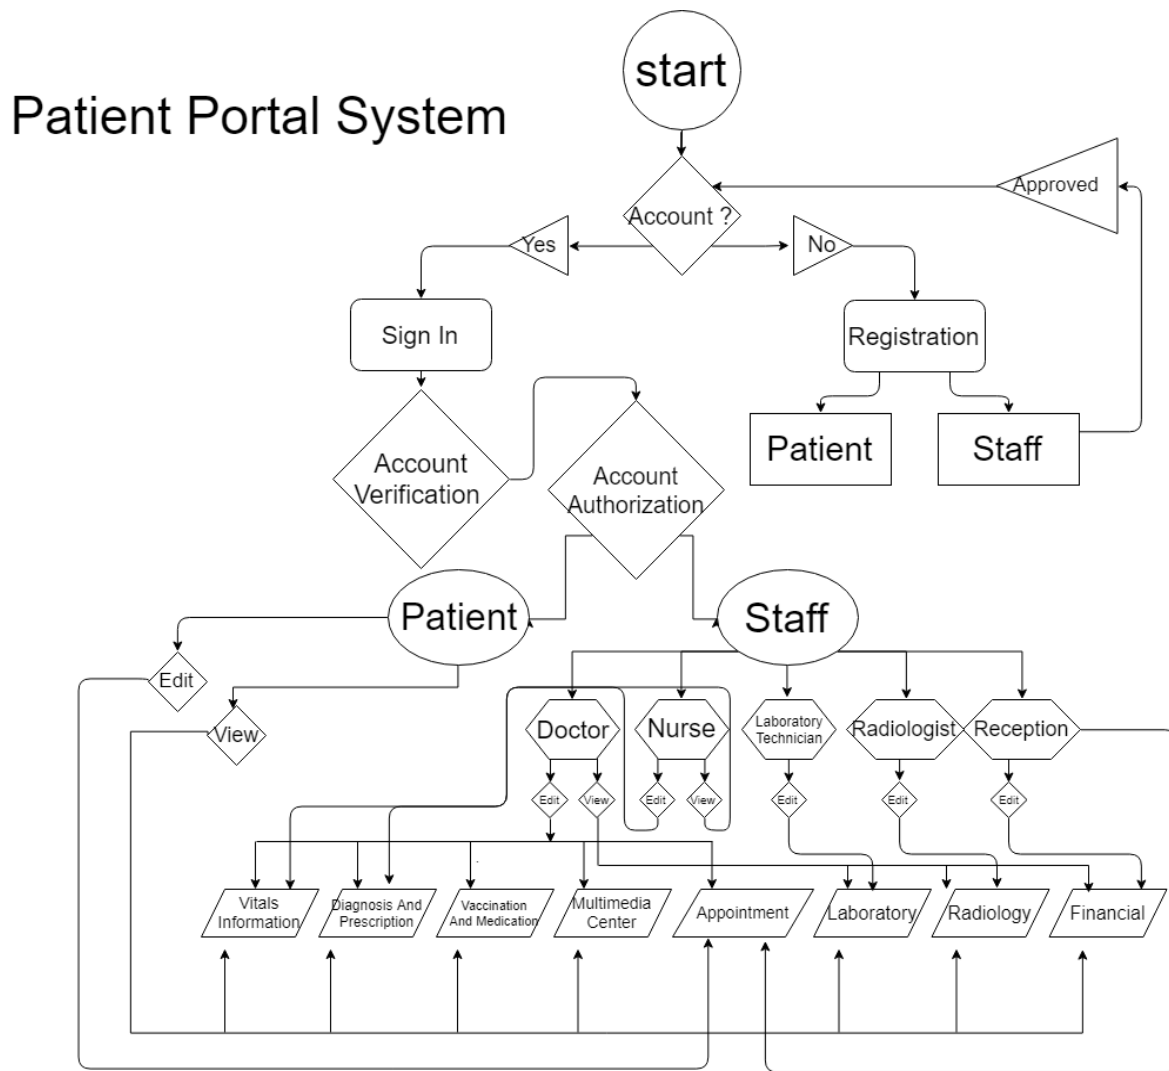 start
Patient Portal System
Approved
Account ?
Yes
No
Sign In
Registration
Patient
Staff
Account
Verification
Account
Authorization
Patient
Staff
Edit
View
Doctor
Nurse
Laboratory
Technician
Radiologist
Reception
Edit
View
Edit
View
Edit
Edit
Edit
Vitals
Information
Diagnosis And
Prescription
Vaccination
And Medication
Multimedia
Center
Appointment
Laboratory
Radiology
Financial